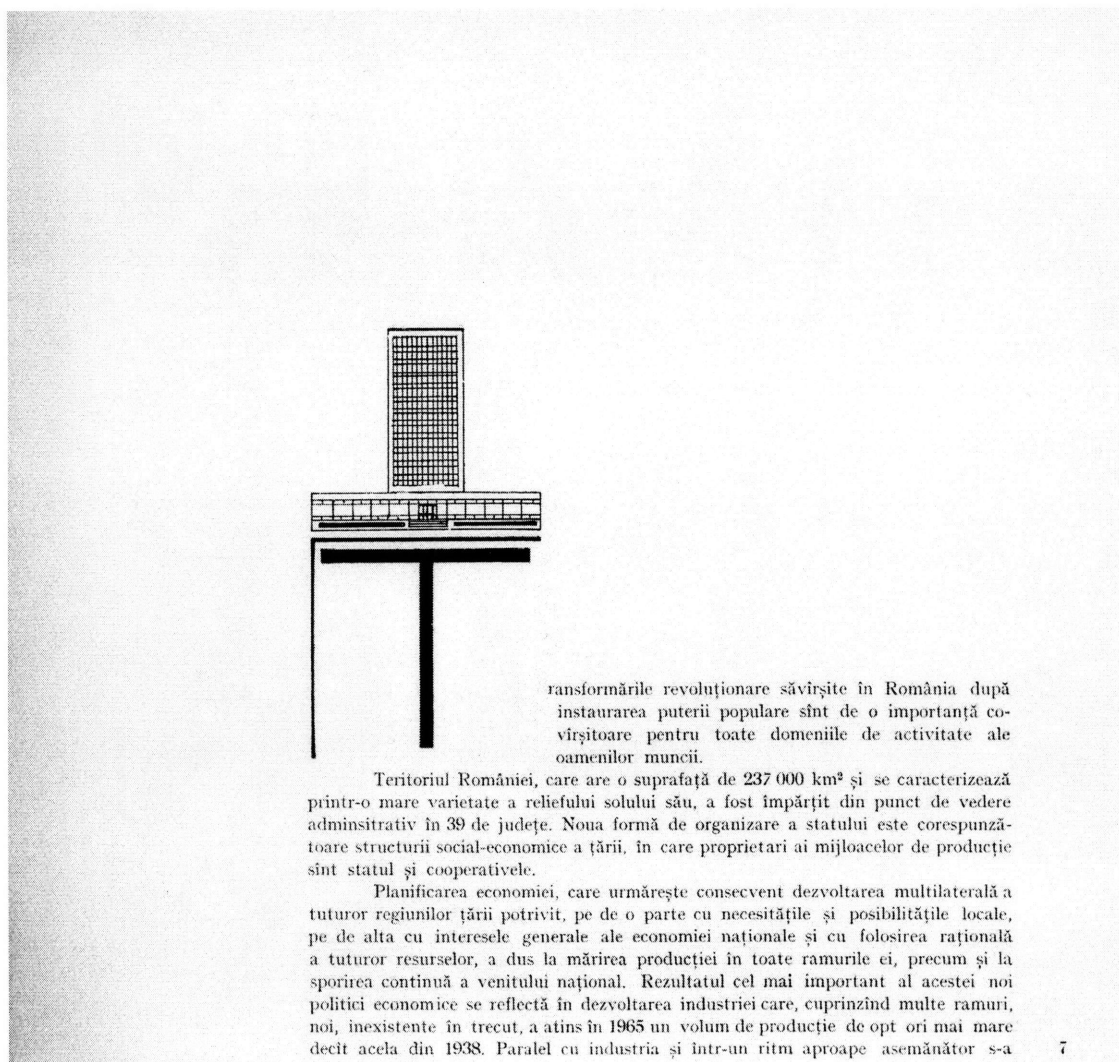 Transformările revoluționare săvîrșite în România după
instaurarea puterii populare sînt de o importanță co-
vîrșitoare pentru toate domeniile de activitate ale
oamenilor muncii.
Teritoriul României, care are o suprafață de 237 000 km² și se caracterizează
printr-o mare varietate a reliefului solului său, a fost împărțit din punct de vedere
adminsitrativ în 39 de județe. Noua formă de organizare a statului este corespunză-
toare structurii social-economice a țării, în care proprietari ai mijloacelor de producție
sînt statul și cooperativele.
Planificarea economiei, care urmărește consecvent dezvoltarea multilaterală a
tuturor regiunilor țării potrivit, pe de o parte cu necesitățile și posibilitățile locale,
pe de alta cu interesele generale ale economiei naționale și cu folosirea rațională
a tuturor resurselor, a dus la mărirea producției în toate ramurile ei, precum și la
sporirea continuă a venitului național. Rezultatul cel mai important al acestei noi
politici economice se reflectă în dezvoltarea industriei care, cuprinzînd multe ramuri,
noi, inexistente în trecut, a atins în 1965 un volum de producție de opt ori mai mare
decît acela din 1938. Paralel cu industria și într-un ritm aproape asemănător s-a
7